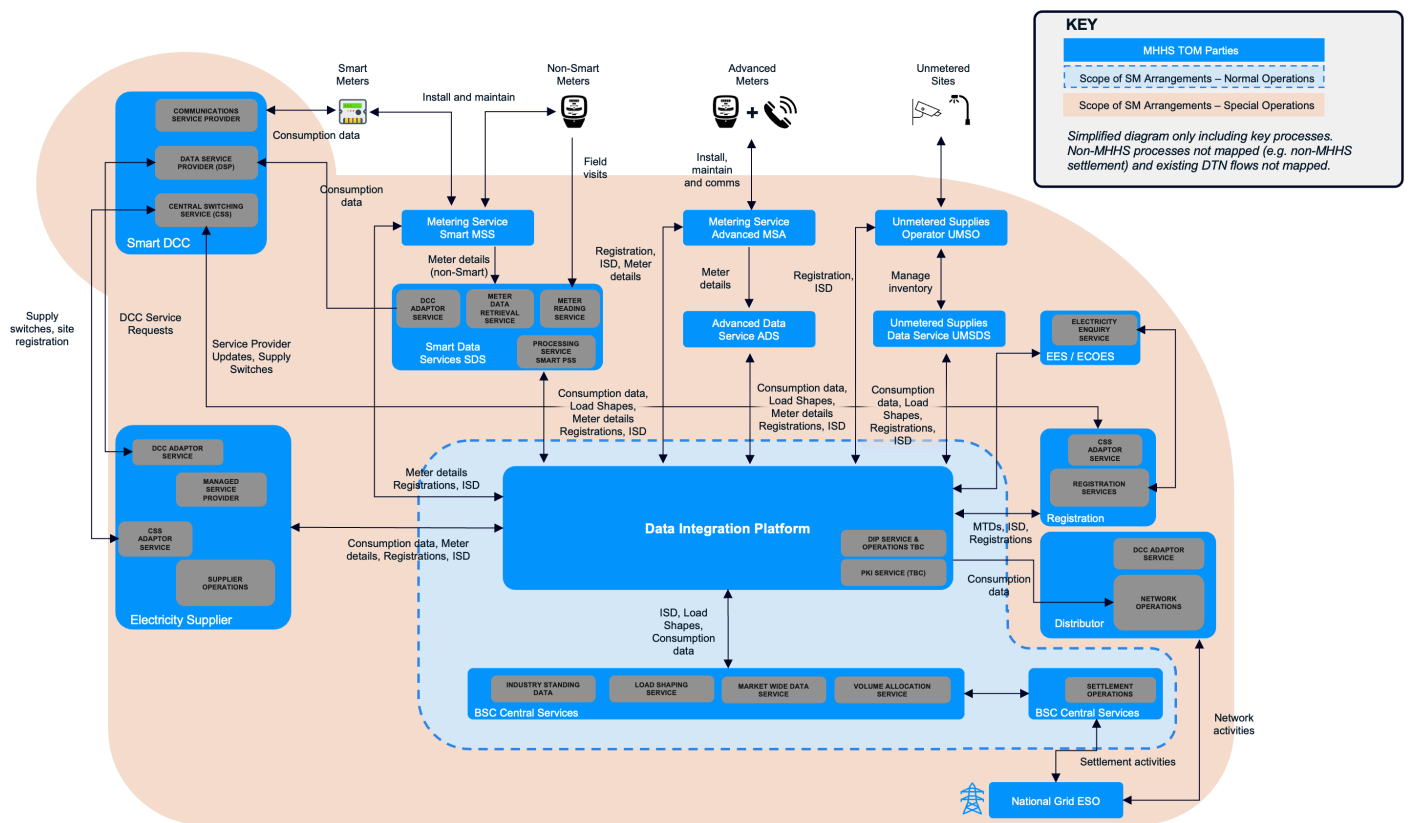 KEY
MHHS TOM Parties
Scope of SM Arrangements – Normal Operations
Scope of SM Arrangements – Special Operations
Simplified diagram only including key processes.
Non-MHHS processes not mapped (e.g. non-MHHS
settlement) and existing DTN flows not mapped.
Smart
Meters
Non-Smart
Meters
Advanced
Meters
Unmetered
Sites
Install and maintain
Consumption data
COMMUNICATIONS
SERVICE PROVIDER
DATA SERVICE
PROVIDER (DSP)
CENTRAL SWITCHING
SERVICE (CSS)
Smart DCC
Consumption
data
Field
visits
Install,
maintain
and comms
Metering Service
Smart MSS
Metering Service
Advanced MSA
Unmetered Supplies
Operator UMSO
Meter details
(non-Smart)
Registration,
ISD, Meter
details
Meter
details
Registration,
ISD
Manage
inventory
DCC
ADAPTOR
SERVICE
METER
DATA
RETRIEVAL
SERVICE
METER
READING
SERVICE
PROCESSING
SERVICE
SMART PSS
Smart Data
Services SDS
Advanced Data
Service ADS
Unmetered Supplies
Data Service UMSDS
ELECTRICITY
ENQUIRY
SERVICE
EES / ECOES
Supply
switches, site
registration
DCC Service
Requests
Service Provider
Updates, Supply
Switches
Consumption data,
Load Shapes,
Meter details
Registrations, ISD
Consumption data,
Load Shapes,
Meter details
Registrations, ISD
Consumption
data, Load
Shapes,
Registrations,
ISD
DCC ADAPTOR
SERVICE
MANAGED
SERVICE
PROVIDER
CSS
ADAPTOR
SERVICE
SUPPLIER
OPERATIONS
Electricity Supplier
Meter details
Registrations, ISD
Consumption data, Meter
details, Registrations, ISD
Data Integration Platform
DIP SERVICE &
OPERATIONS TBC
PKI SERVICE (TBC)
CSS
ADAPTOR
SERVICE
REGISTRATION
SERVICES
Registration
MTDs, ISD,
Registrations
Consumption
data
DCC ADAPTOR
SERVICE
NETWORK
OPERATIONS
Distributor
ISD, Load
Shapes,
Consumption
data
INDUSTRY STANDING
DATA
LOAD SHAPING
SERVICE
MARKET WIDE DATA
SERVICE
VOLUME ALLOCATION
SERVICE
BSC Central Services
SETTLEMENT
OPERATIONS
BSC Central Services
Network
activities
Settlement activities
National Grid ESO